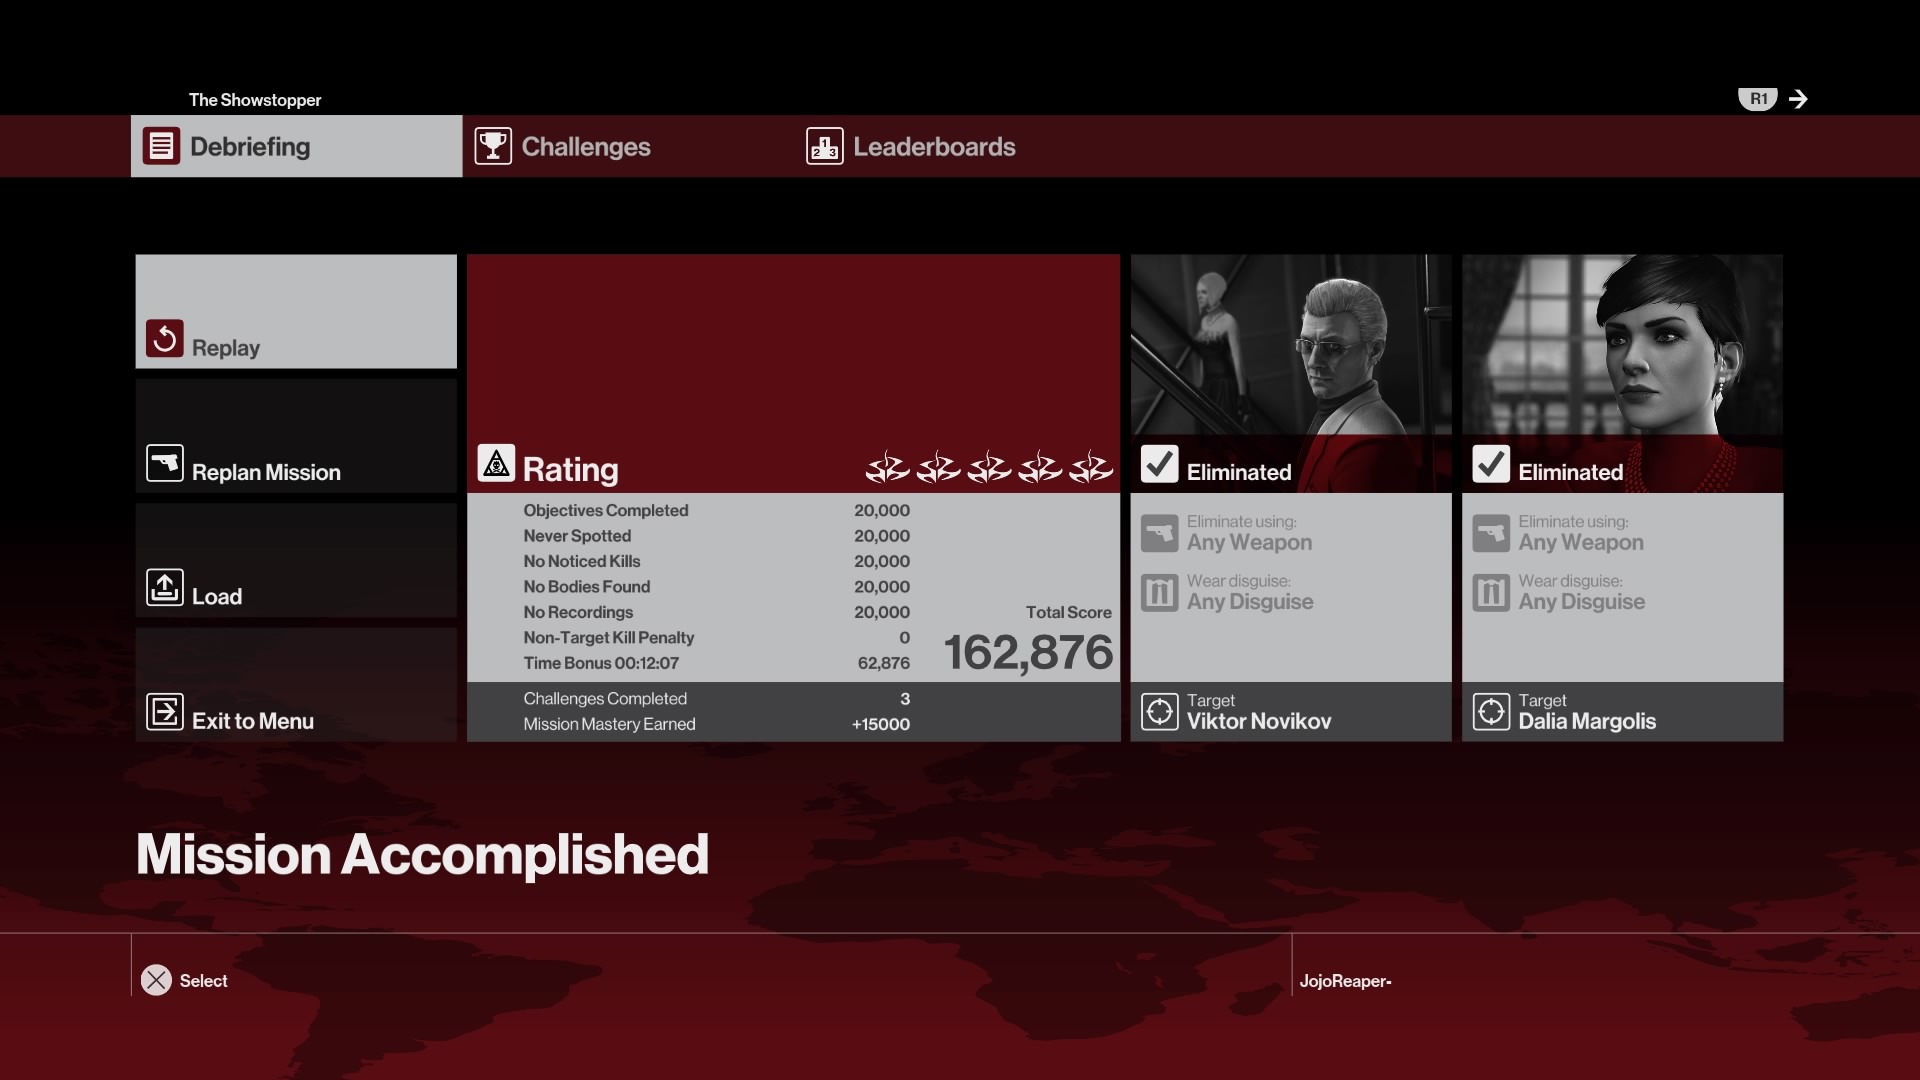 The Showstopper
R1
Debriefing
Challenges
1
2 3
Leaderboards
Replay
Replan Mission
Load
Exit to Menu
Rating
Objectives Completed 20,000
Never Spotted 20,000
No Noticed Kills 20,000
No Bodies Found 20,000
No Recordings 20,000
Non-Target Kill Penalty 0
Time Bonus 00:12:07 62,876
Total Score
162,876
Challenges Completed 3
Mission Mastery Earned +15000
Eliminated
Eliminate using:
Any Weapon
Wear disguise:
Any Disguise
Target
Viktor Novikov
Eliminated
Eliminate using:
Any Weapon
Wear disguise:
Any Disguise
Target
Dalia Margolis
Mission Accomplished
Select
JojoReaper-